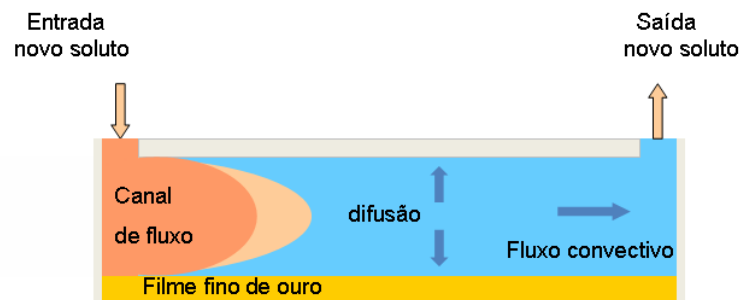 Entrada
novo soluto
Saída
novo soluto
Canal
de fluxo
difusão
Fluxo convectivo
Filme fino de ouro